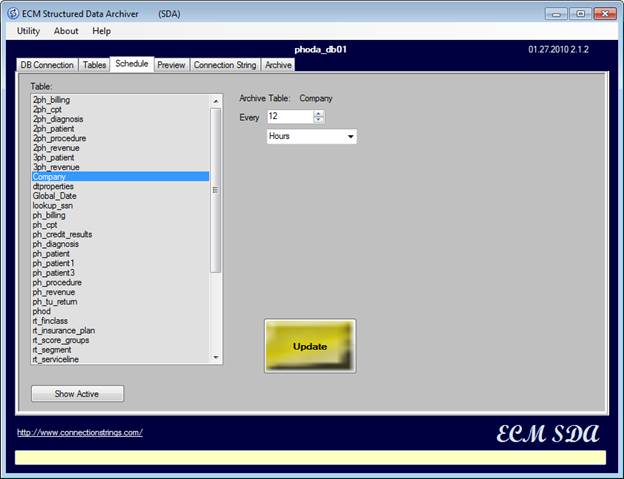 ECM Structured Data Archiver (SDA)
Utility About Help
phoda_db01 01.27.2010 2.1.2
DB Connection Tables Schedule Preview Connection String Archive
Table:
2ph_billing
2ph_cpt
2ph_diagnosis
2ph_patient
2ph_procedure
2ph_revenue
3ph_patient
3ph_revenue
Company
dtproperties
Global_Date
lookup_ssn
ph_billing
ph_cpt
ph_credit_results
ph_diagnosis
ph_patient
ph_patient1
ph_patient3
ph_procedure
ph_revenue
ph_tu_return
phod
rt_finclass
rt_insurance_plan
rt_score_groups
rt_segment
rt_serviceline
Archive Table: Company
Every 12
Hours
Update
Show Active
http://www.connectionstrings.com/
ECM SDA